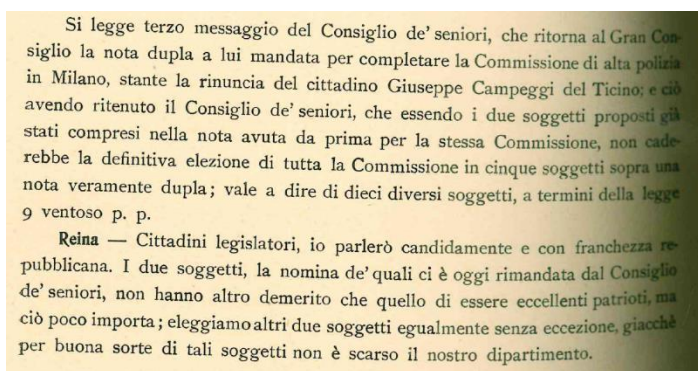 Si legge terzo messaggio del Consiglio de' seniori, che ritorna al Gran Con-
siglio la nota dupla a lui mandata per completare la Commissione di alta polizia
in Milano, stante la rinuncia del cittadino Giuseppe Campeggi del Ticino; e ciò
avendo ritenuto il Consiglio de' seniori, che essendo i due soggetti proposti già
stati compresi nella nota avuta da prima per la stessa Commissione, non cade-
rebbe la definitiva elezione di tutta la Commissione in cinque soggetti sopra una
nota veramente dupla; vale a dire di dieci diversi soggetti, a termini della legge
9 ventoso p. p.
Reina — Cittadini legislatori, io parlerò candidamente e con franchezza re-
pubblicana. I due soggetti, la nomina de' quali ci è oggi rimandata dal Consiglio
de' seniori, non hanno altro demerito che quello di essere eccellenti patrioti, ma
ciò poco importa; eleggiamo altri due soggetti egualmente senza eccezione, giacchè
per buona sorte di tali soggetti non è scarso il nostro dipartimento.